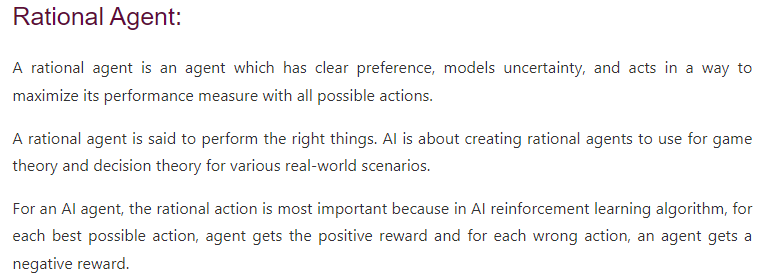 Rational Agent:
A rational agent is an agent which has clear preference, models uncertainty, and acts in a way to
maximize its performance measure with all possible actions.
A rational agent is said to perform the right things. AI is about creating rational agents to use for game
theory and decision theory for various real-world scenarios.
For an AI agent, the rational action is most important because in AI reinforcement learning algorithm, for
each best possible action, agent gets the positive reward and for each wrong action, an agent gets a
negative reward.